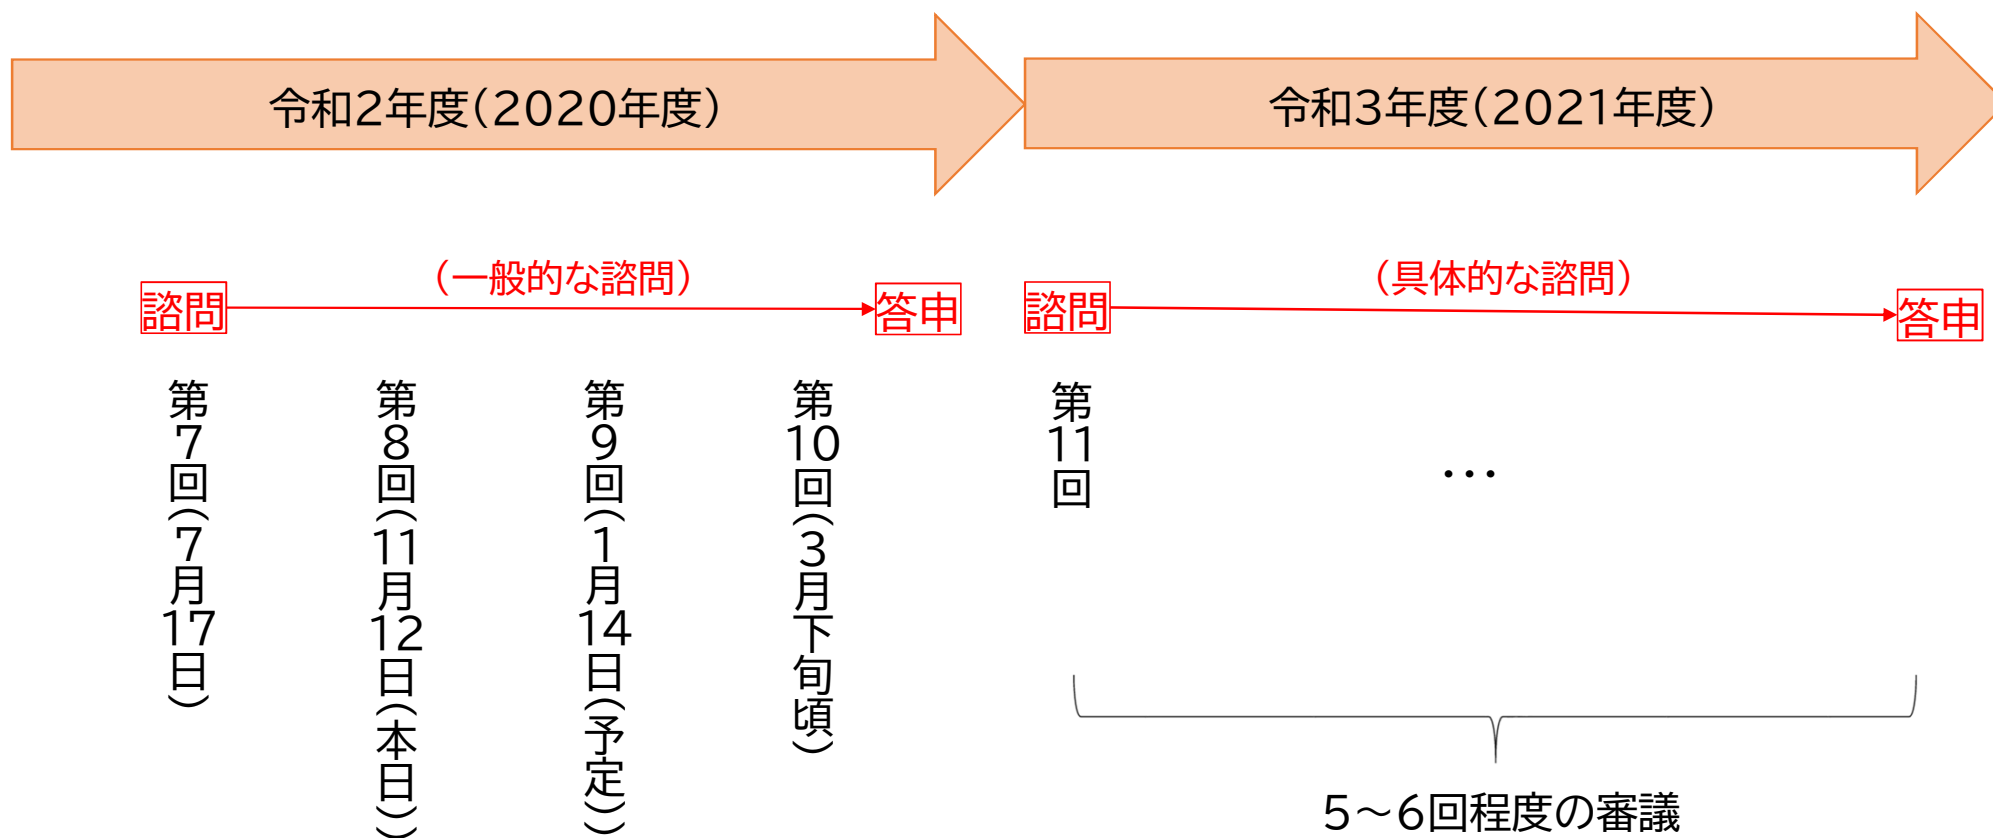 令和2年度(2020年度)
令和3年度(2021年度)
(一般的な諮問)
諮問
答申
(具体的な諮問)
諮問
答申
第7回(7月17日)
第8回(11月12日(本日))
第9回(1月14日(予定))
第10回(3月下旬頃)
第11回
…
5～6回程度の審議